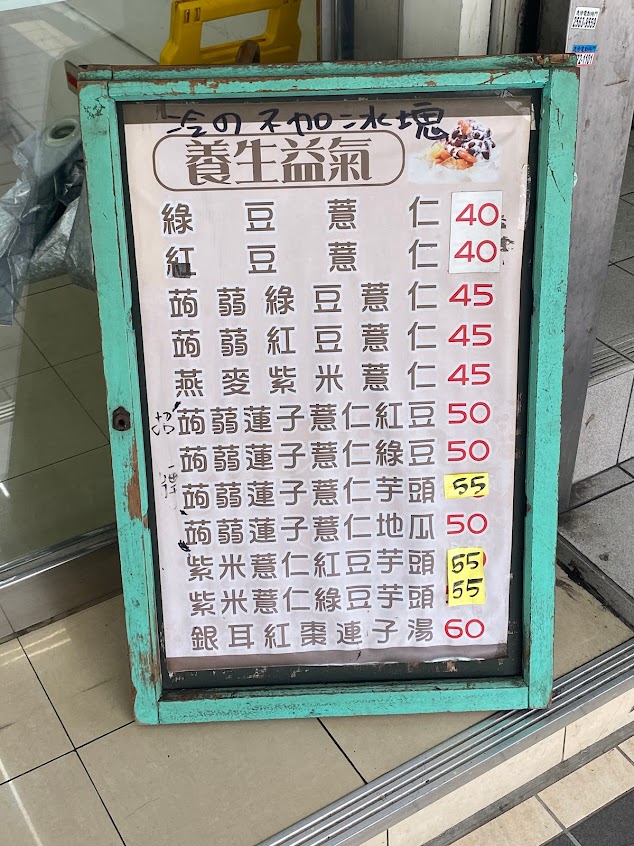 冷の不加冰塊
養生益氣
綠豆薏仁 40
紅豆薏仁 40
蒟蒻綠豆薏仁 45
蒟蒻紅豆薏仁 45
燕麥紫米薏仁 45
蒟蒻蓮子薏仁紅豆 50
蒟蒻蓮子薏仁綠豆 50
蒟蒻蓮子薏仁芋頭 55
蒟蒻蓮子薏仁地瓜 50
紫米薏仁紅豆芋頭 55
紫米薏仁綠豆芋頭 55
銀耳紅棗連子湯 60